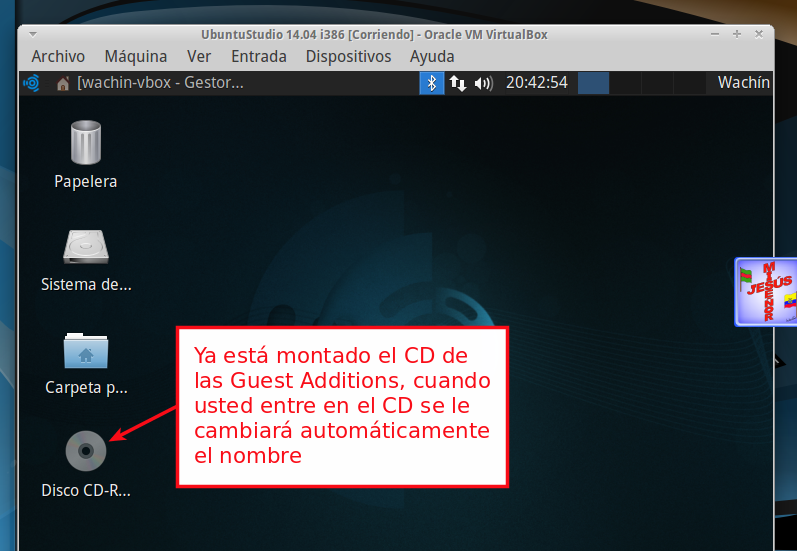 UbuntuStudio 14.04 i386 [Corriendo] - Oracle VM VirtualBox
Archivo Máquina Ver Entrada Dispositivos Ayuda
[wachin-vbox - Gestor... 20:42:54 Wachín
Papelera
Sistema de...
MI SEÑOR
JESÚS
Carpeta p...
Ya está montado el CD de
las Guest Additions, cuando
usted entre en el CD se le
cambiará automáticamente
el nombre
Disco CD-R...